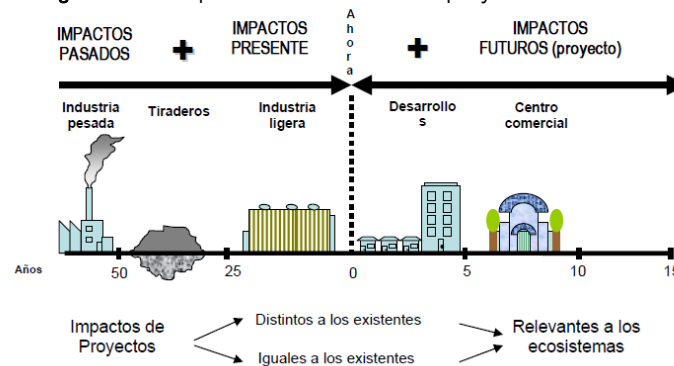 IMPACTOS
PASADOS
+
IMPACTOS
PRESENTE
A
h
o
r
a
+
IMPACTOS
FUTUROS (proyecto)
Industria
pesada
Tiraderos
Industria
ligera
Desarrollo
s
Centro
comercial
Años
50
25
0
5
10
15
Impactos de
Proyectos
Distintos a los existentes
Iguales a los existentes
Relevantes a los
ecosistemas